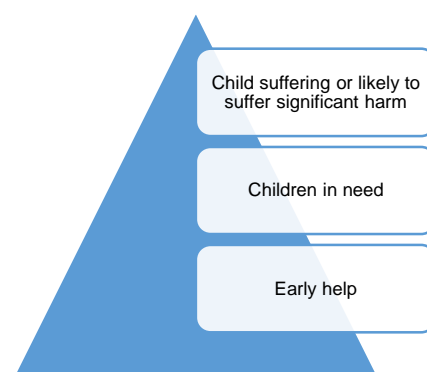 Child suffering or likely to
suffer significant harm
Children in need
Early help